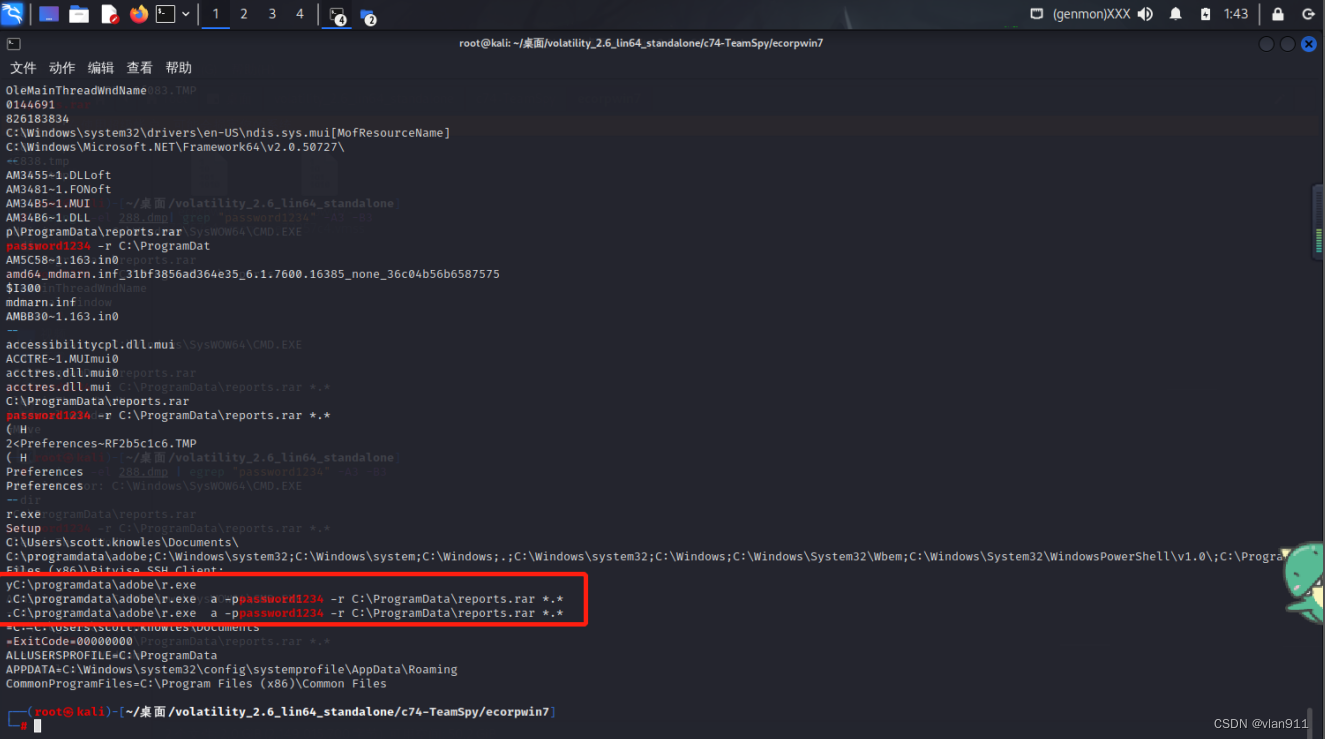 1 2 3 4 4 2 (genmon)XXX 1:43
root@kali: ~/桌面/volatility_2.6_lin64_standalone/c74-TeamSpy/ecorpwin7
文件 动作 编辑 查看 帮助
OleMainThreadWndName
0144691
826183834
C:\Windows\system32\drivers\en-US\ndis.sys.mui[MofResourceName]
C:\Windows\Microsoft.NET\Framework64\v2.0.50727\
--
AM3455~1.DLLoft
AM3481~1.FONoft
AM34B5~1.MUI
AM34B6~1.DLL
p\ProgramData\reports.rar
password1234 -r C:\ProgramDat
AM5C58~1.163.in0
amd64_mdmarn.inf_31bf3856ad364e35_6.1.7600.16385_none_36c04b56b6587575
$I300
mdmarn.inf
AMBB30~1.163.in0
--
accessibilitycpl.dll.mui
ACCTRE~1.MUImui0
acctres.dll.mui0
acctres.dll.mui
C:\ProgramData\reports.rar
password1234 -r C:\ProgramData\reports.rar *.*
( H
2<Preferences~RF2b5c1c6.TMP
( H
Preferences
Preferences
--
r.exe
Setup
C:\Users\scott.knowles\Documents\
C:\programdata\adobe;C:\Windows\system32;C:\Windows\system;C:\Windows;.;C:\Windows\system32;C:\Windows;C:\Windows\System32\Wbem;C:\Windows\System32\WindowsPowerShell\v1.0\;C:\Progra
Files (x86)\Bitvise SSH Client;
yC:\programdata\adobe\r.exe
.C:\programdata\adobe\r.exe  a -ppassword1234 -r C:\ProgramData\reports.rar *.*
.C:\programdata\adobe\r.exe  a -ppassword1234 -r C:\ProgramData\reports.rar *.*
=C:=C:\Users\scott.knowles\Documents
=ExitCode=00000000
ALLUSERSPROFILE=C:\ProgramData
APPDATA=C:\Windows\system32\config\systemprofile\AppData\Roaming
CommonProgramFiles=C:\Program Files (x86)\Common Files
┌──(root㉿kali)-[~/桌面/volatility_2.6_lin64_standalone/c74-TeamSpy/ecorpwin7]
└─#
CSDN @vlan911